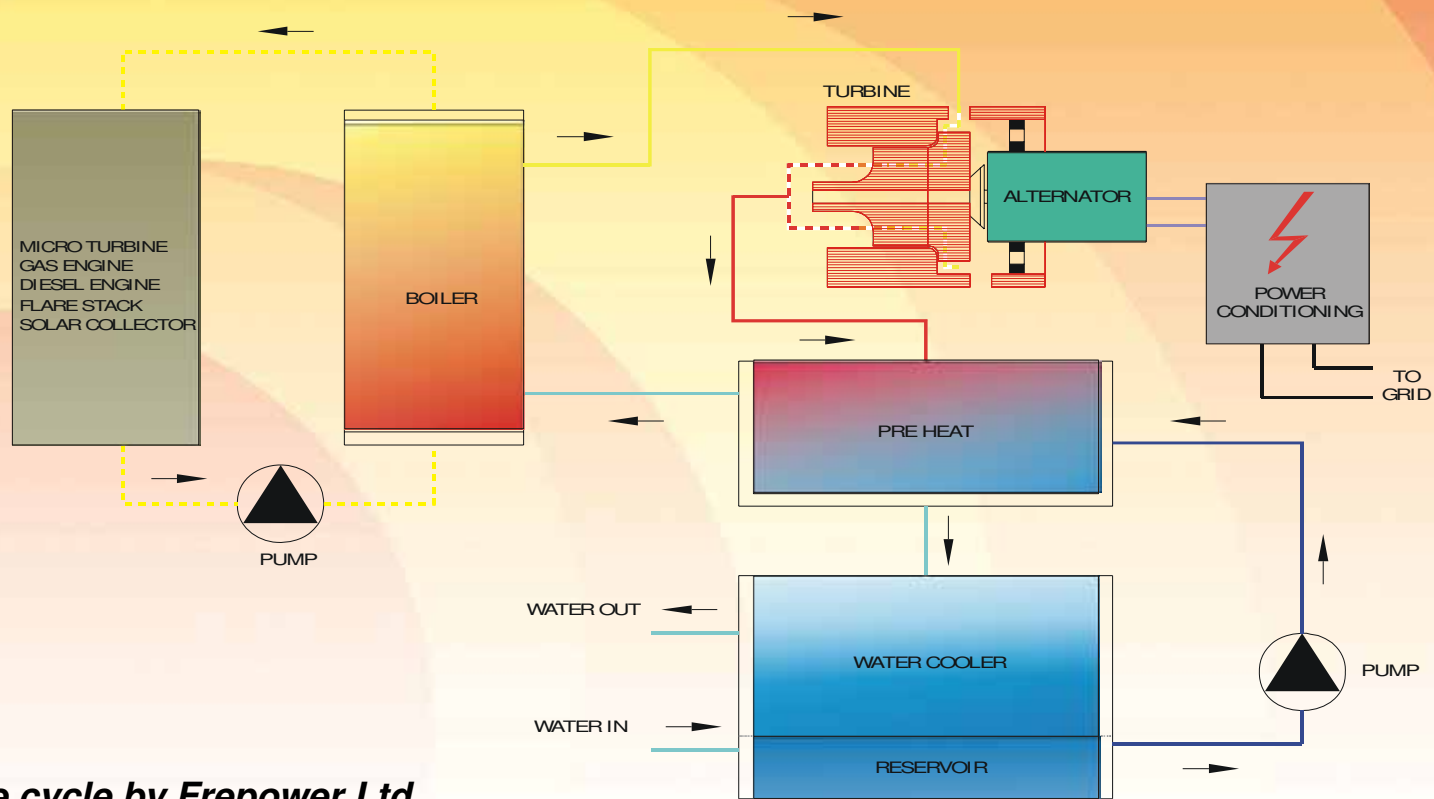 TURBINE
ALTERNATOR
MICRO TURBINE
GAS ENGINE
DIESEL ENGINE
FLARE STACK
SOLAR COLLECTOR
BOILER
POWER
CONDITIONING
TO
GRID
PRE HEAT
PUMP
WATER OUT
WATER COOLER
PUMP
WATER IN
RESERVOIR
cycle by Frepower Ltd